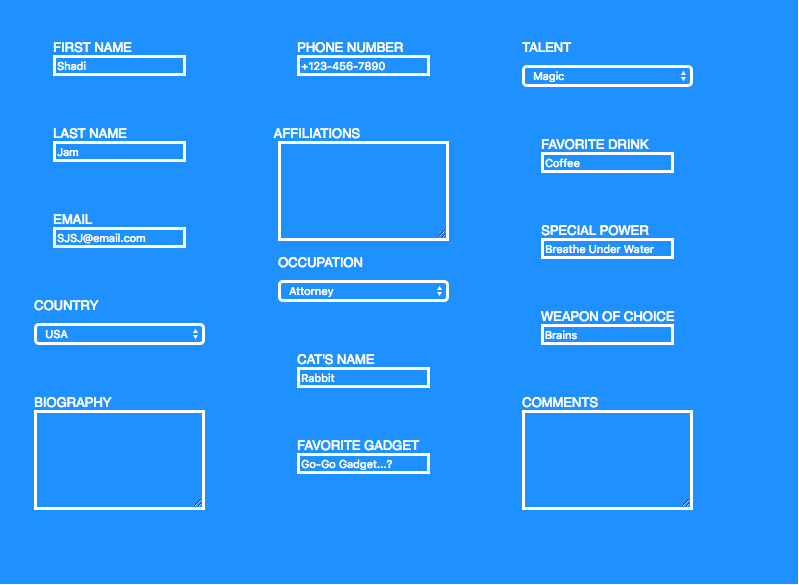 FIRST NAME
Shadi
LAST NAME
Jam
EMAIL
SJSJ@email.com
COUNTRY
USA
BIOGRAPHY
PHONE NUMBER
+123-456-7890
AFFILIATIONS
OCCUPATION
Attorney
CAT'S NAME
Rabbit
FAVORITE GADGET
Go-Go Gadget...?
TALENT
Magic
FAVORITE DRINK
Coffee
SPECIAL POWER
Breathe Under Water
WEAPON OF CHOICE
Brains
COMMENTS